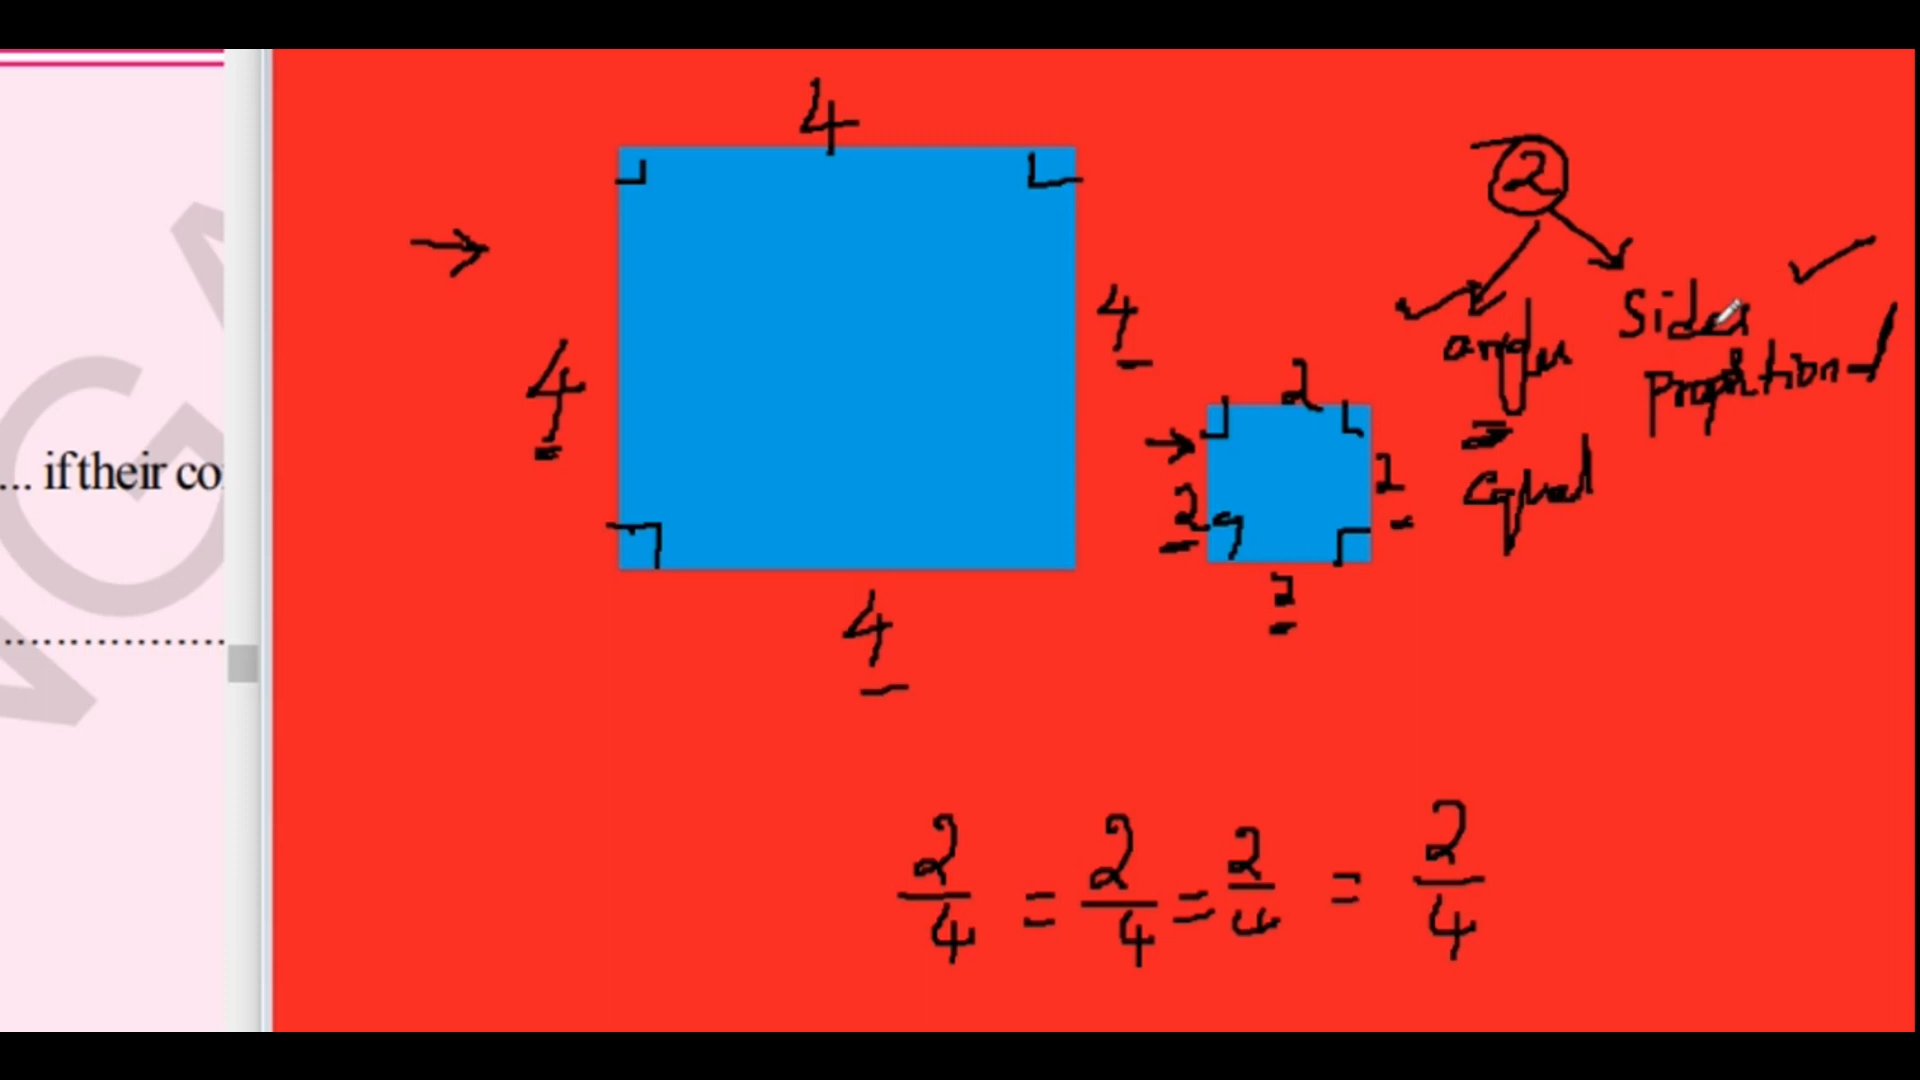 4
2
4
4
Sides
angles
proportional
2
2
2
equal
... if their co
4
2
2/4 = 2/4 = 2/4 = 2/4